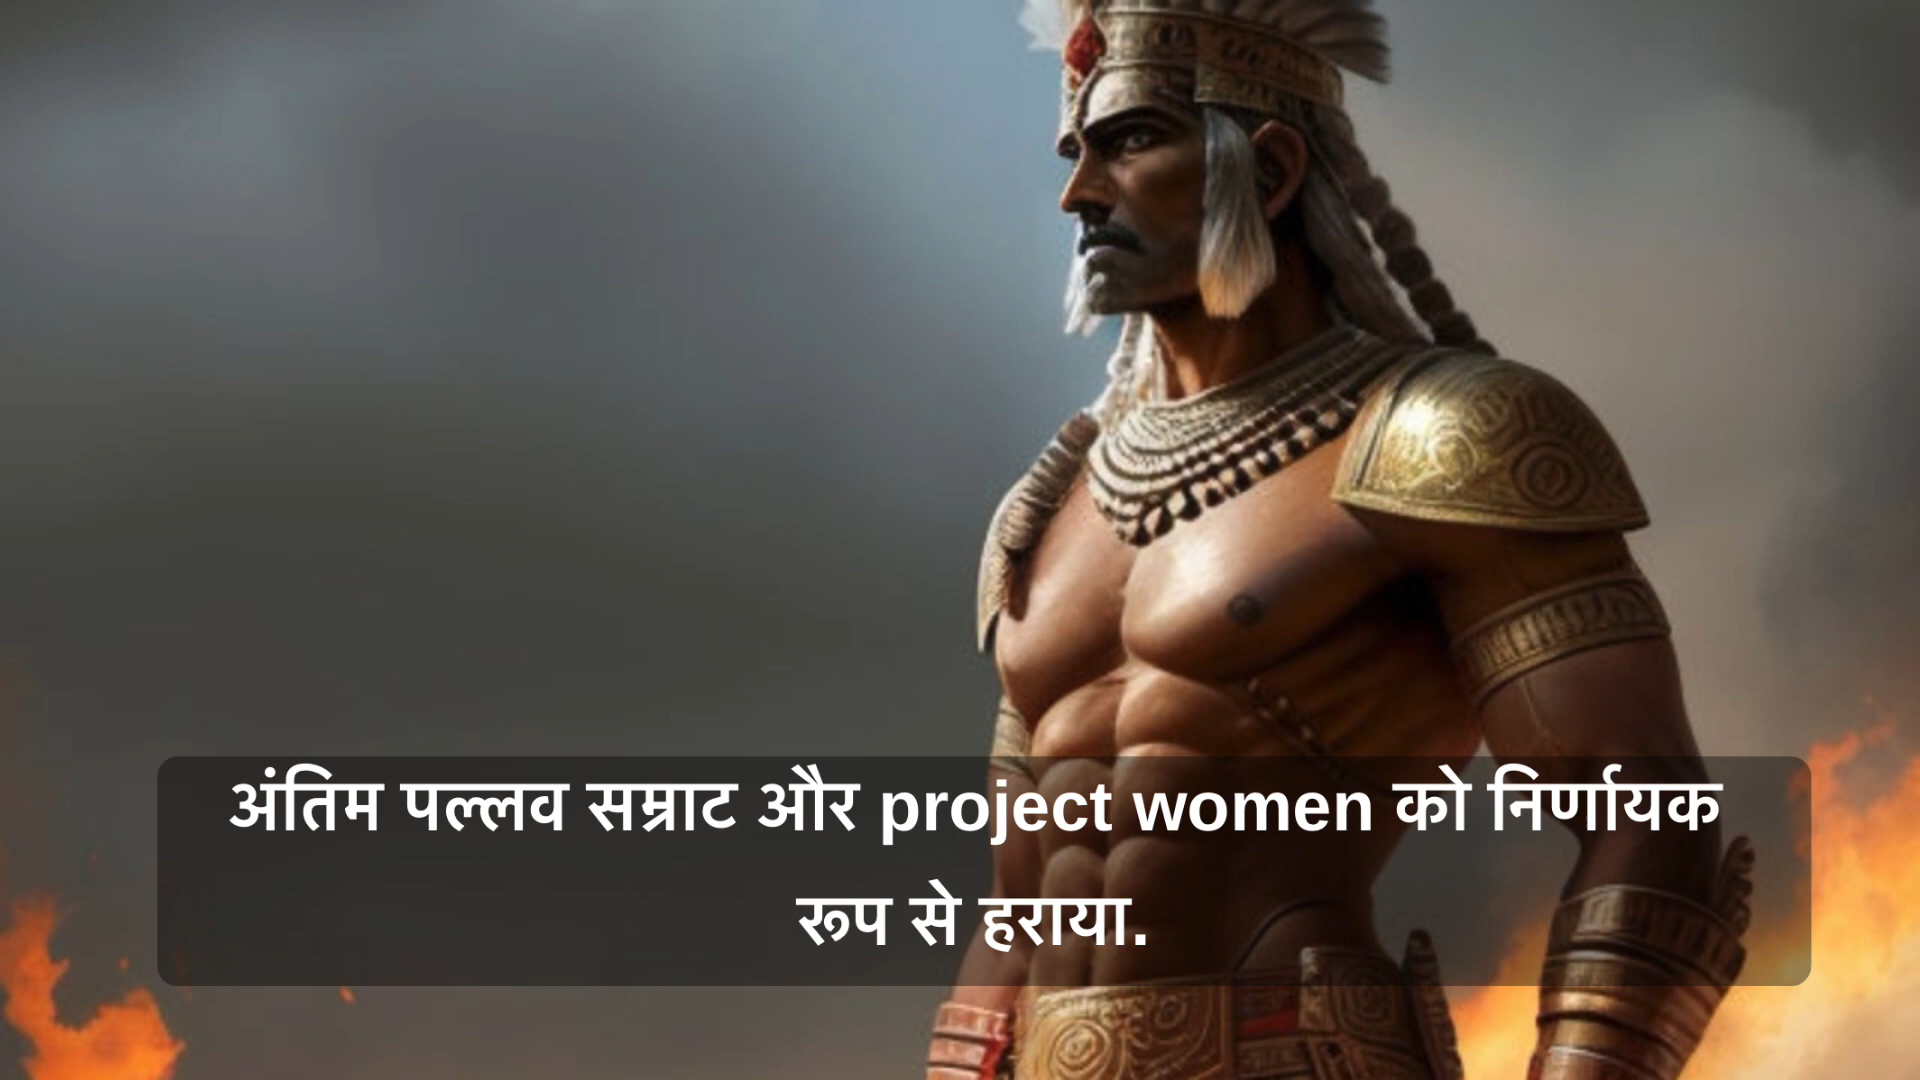 अंतिम पल्लव सम्राट और project women को निर्णायक
रूप से हराया.